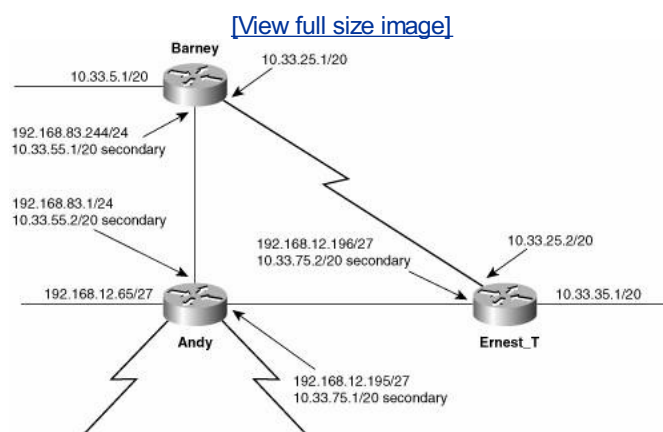 [View full size image]
Barney
10.33.25.1/20
10.33.5.1/20
192.168.83.244/24
10.33.55.1/20 secondary
192.168.83.1/24
10.33.55.2/20 secondary
192.168.12.196/27
10.33.75.2/20 secondary
10.33.25.2/20
192.168.12.65/27
10.33.35.1/20
Andy
Ernest_T
192.168.12.195/27
10.33.75.1/20 secondary